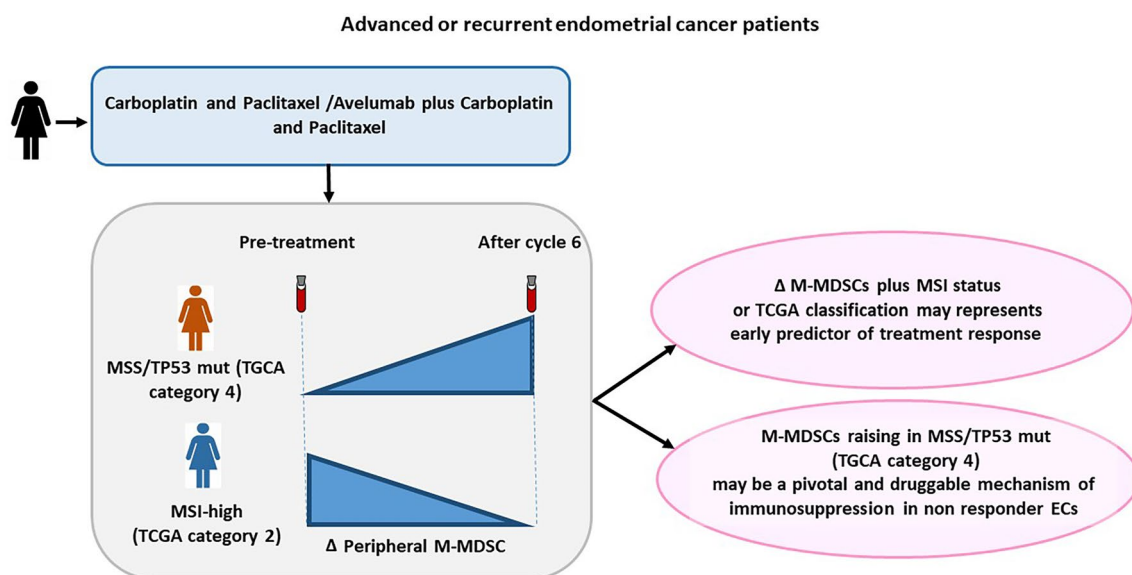 Advanced or recurrent endometrial cancer patients
Carboplatin and Paclitaxel /Avelumab plus Carboplatin
and Paclitaxel
Pre-treatment
After cycle 6
MSS/TP53 mut (TGCA
category 4)
MSI-high
(TCGA category 2)
Δ Peripheral M-MDSC
Δ M-MDSCs plus MSI status
or TCGA classification may represents
early predictor of treatment response
M-MDSCs raising in MSS/TP53 mut
(TGCA category 4)
may be a pivotal and druggable mechanism of
immunosuppression in non responder ECs